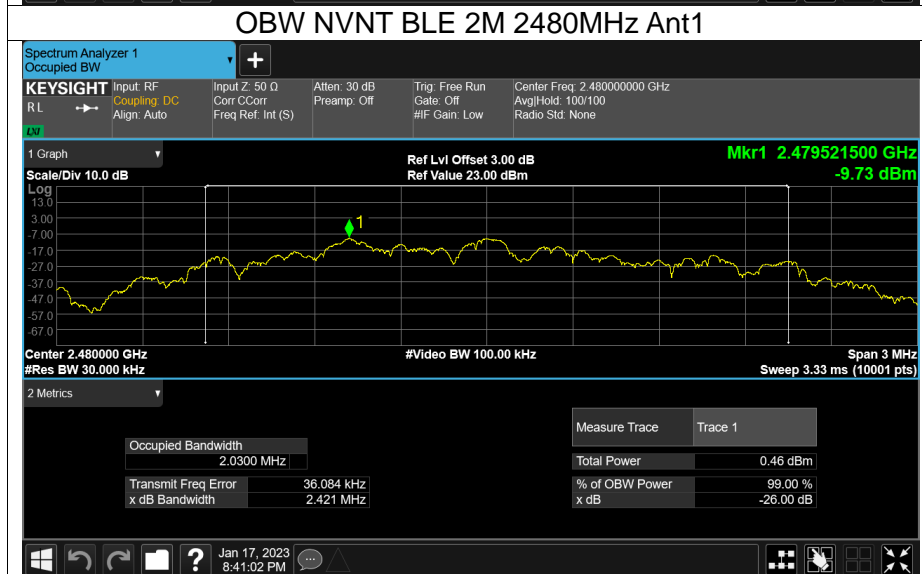 OBW NVNT BLE 2M 2480MHz Ant1
Spectrum Analyzer 1
Occupied BW
+
KEYSIGHT
R L
LXI
Input: RF
Coupling: DC
Align: Auto
Input Z: 50 Ω
Corr CCorr
Freq Ref: Int (S)
Atten: 30 dB
Preamp: Off
Trig: Free Run
Gate: Off
#IF Gain: Low
Center Freq: 2.480000000 GHz
Avg|Hold: 100/100
Radio Std: None
1 Graph
Scale/Div 10.0 dB
Ref Lvl Offset 3.00 dB
Ref Value 23.00 dBm
Mkr1 2.479521500 GHz
-9.73 dBm
Log
13.0
3.00
-7.00
-17.0
-27.0
-37.0
-47.0
-57.0
-67.0
1
Center 2.480000 GHz
#Res BW 30.000 kHz
#Video BW 100.00 kHz
Span 3 MHz
Sweep 3.33 ms (10001 pts)
2 Metrics
Occupied Bandwidth
2.0300 MHz
Transmit Freq Error 36.084 kHz
x dB Bandwidth 2.421 MHz
Measure Trace Trace 1
Total Power 0.46 dBm
% of OBW Power 99.00 %
x dB -26.00 dB
?
Jan 17, 2023
8:41:02 PM